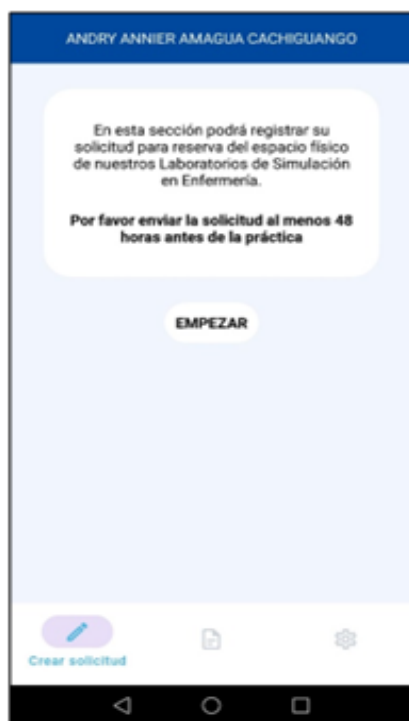 ANDRY ANNIER AMAGUA CACHIGUANGO
En esta sección podrá registrar su
solicitud para reserva del espacio físico
de nuestros Laboratorios de Simulación
en Enfermería.
Por favor enviar la solicitud al menos 48
horas antes de la práctica
EMPEZAR
Crear solicitud